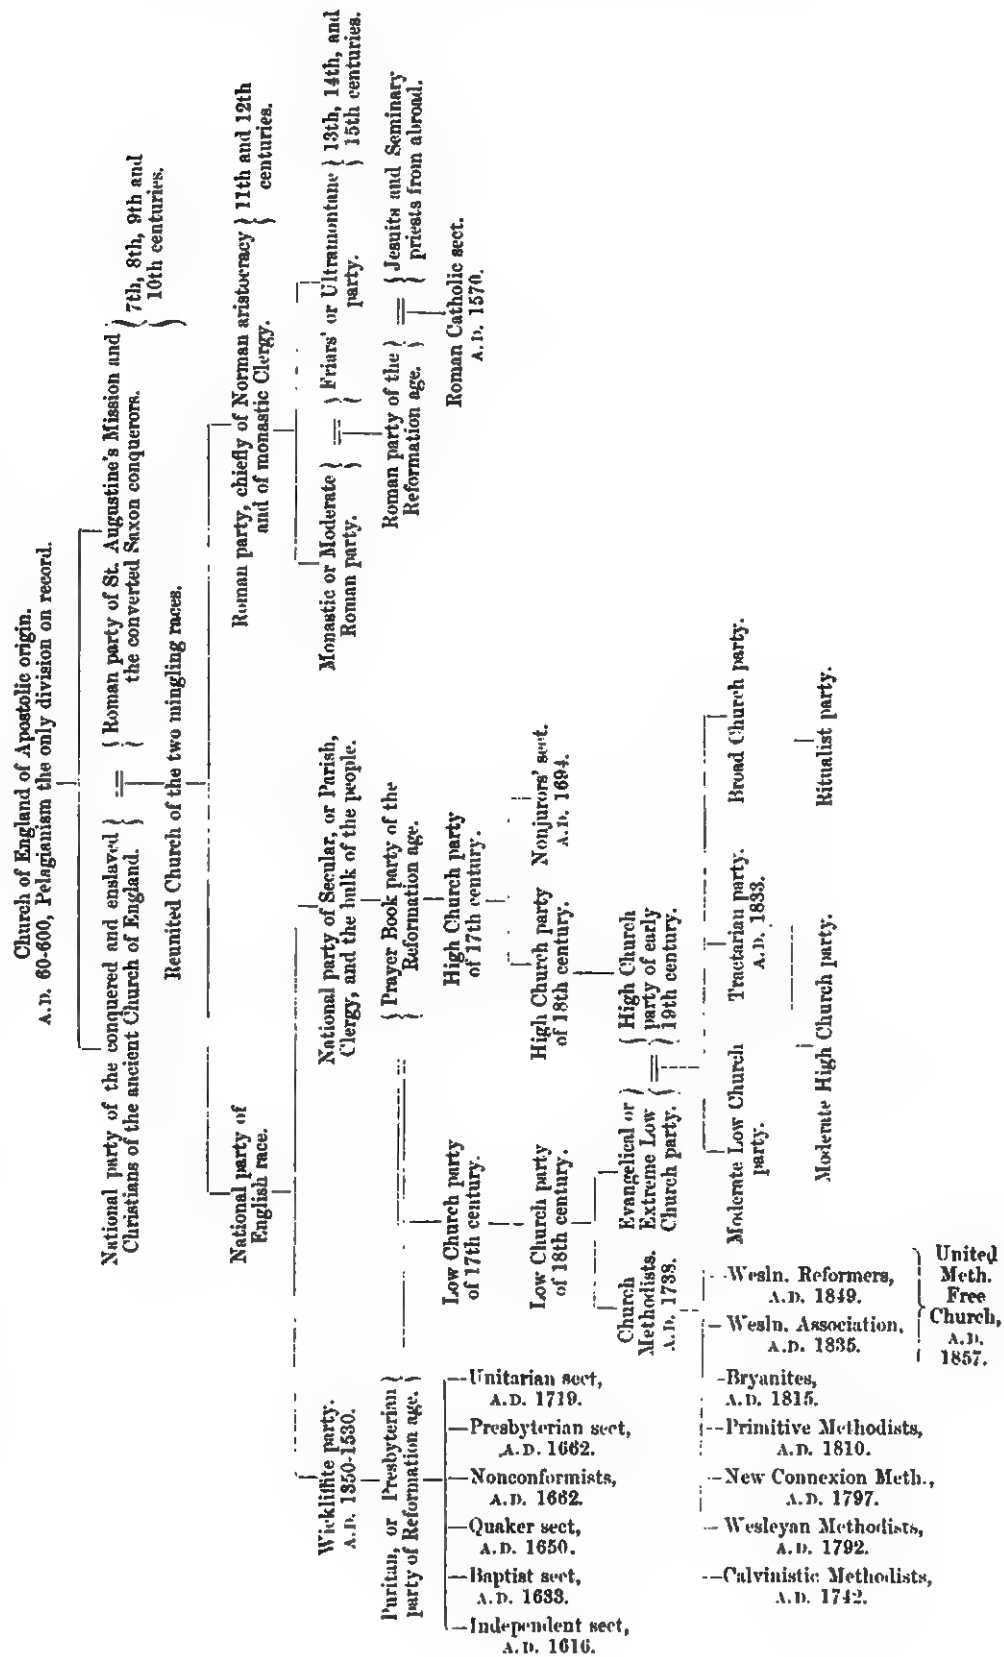 Church of England of Apostolic origin.
A.D. 60-600, Pelagianism the only division on record.
National party of the conquered and enslaved
Christians of the ancient Church of England.
Roman party of St. Augustine's Mission and
the converted Saxon conquerors.
7th, 8th, 9th and
10th centuries.
Reunited Church of the two mingling races.
National party of
English race.
Roman party, chiefly of Norman aristocracy
and of monastic Clergy.
11th and 12th
centuries.
Wickliffite party.
A.D. 1350-1530.
National party of Secular, or Parish,
Clergy, and the bulk of the people.
Monastic or Moderate
Roman party.
Friars' or Ultramontane
party.
13th, 14th, and
15th centuries.
Puritan, or Presbyterian
party of Reformation age.
Prayer Book party of the
Reformation age.
Roman party of the
Reformation age.
Jesuits and Seminary
priests from abroad.
Roman Catholic sect.
A.D. 1570.
Low Church party
of 17th century.
High Church party
of 17th century.
Unitarian sect,
A.D. 1719.
Presbyterian sect,
A.D. 1662.
Nonconformists,
A.D. 1662.
Quaker sect,
A.D. 1650.
Baptist sect,
A.D. 1633.
Independent sect,
A.D. 1616.
Low Church party
of 18th century.
High Church party
of 18th century.
Nonjurors' sect.
A.D. 1694.
Church
Methodists.
A.D. 1738.
Evangelical or
Extreme Low
Church party.
High Church
party of early
19th century.
Moderate Low Church
party.
Tractarian party.
A.D. 1833.
Broad Church party.
Moderate High Church party.
Ritualist party.
Wesln. Reformers,
A.D. 1849.
Wesln. Association,
A.D. 1835.
United
Meth.
Free
Church,
A.D.
1857.
Bryanites,
A.D. 1815.
Primitive Methodists,
A.D. 1810.
New Connexion Meth.,
A.D. 1797.
Wesleyan Methodists,
A.D. 1792.
Calvinistic Methodists,
A.D. 1742.